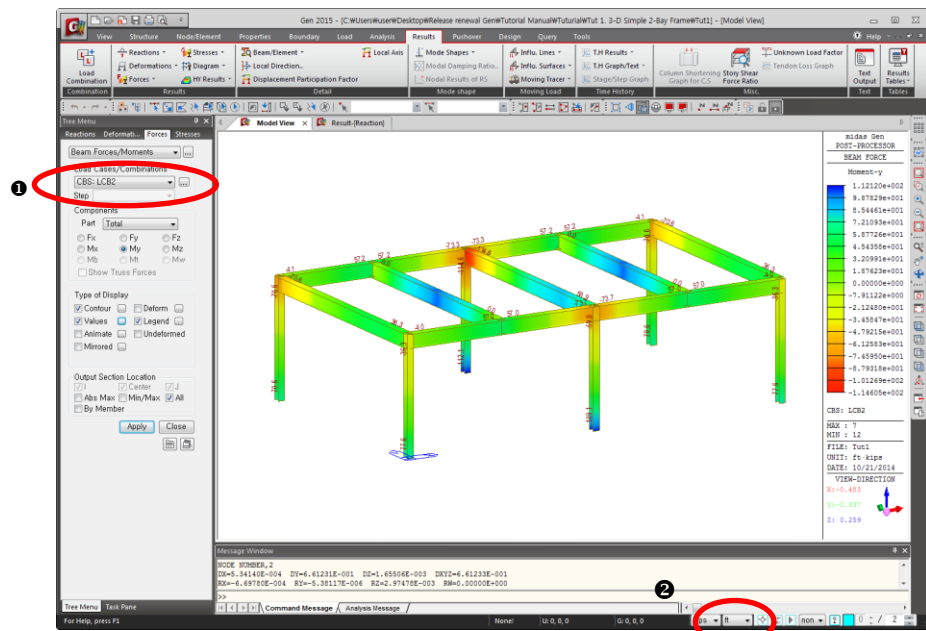 Gen 2015 - [C:\Users\user\Desktop\Release renewal Gen\Tutorial Manual\Tuturial\Tut 1. 3-D Simple 2-Bay Frame\Tut1] - [Model View]
View Structure Node/Element Properties Boundary Load Analysis Results Pushover Design Query Tools Help
Load Combination
Reactions Stresses
Deformations Diagram
Forces HY Results
Beam/Element
Local Direction..
Displacement Participation Factor
Local Axis
Mode Shapes
Modal Damping Ratio..
Nodal Results of RS
Influ. Lines
Influ. Surfaces
Moving Tracer
T.H Results
T.H Graph/Text
Stage/Step Graph
Column Shortening Graph for C.S
Story Shear Force Ratio
Unknown Load Factor
Tendon Loss Graph
Text Output
Results Tables
Combination Results Detail Mode shape Moving Load Time History Misc. Text Tables
Tree Menu
Reactions Deformati... Forces Stresses
Model View
Result-[Reaction]
Beam Forces/Moments
Load Cases/Combinations
❶
CBS: LCB2
Step
Components
Part Total
Fx Fy Fz
Mx My Mz
Mb Mt Mw
Show Truss Forces
Type of Display
Contour Deform
Values Legend
Animate Undeformed
Mirrored
Output Section Location
I Center J
Abs Max Min/Max All
By Member
Apply Close
midas Gen
POST-PROCESSOR
BEAM FORCE
Moment-y
1.12120e+002
9.87829e+001
8.54461e+001
7.21093e+001
5.87726e+001
4.54358e+001
3.20991e+001
1.87623e+001
0.00000e+000
-7.91122e+000
-2.12480e+001
-3.45847e+001
-4.79215e+001
-6.12583e+001
-7.45950e+001
-8.79318e+001
-1.01269e+002
-1.14605e+002
CBS: LCB2
MAX : 7
MIN : 12
FILE: Tut1
UNIT: ft·kips
DATE: 10/21/2014
VIEW-DIRECTION
X:-0.483
Z: 0.259
Message Window
NODE NUMBER,2
DX=5.34140E-004 DY=6.61231E-001 DZ=1.65506E-003 DXYZ=6.61233E-001
RX=-6.69780E-004 RY=-5.38117E-006 RZ=2.97478E-003 RW=0.00000E+000
>>
Command Message Analysis Message
❷
Tree Menu Task Pane
For Help, press F1
None! U: 0, 0, 0 G: 0, 0, 0 ft non 0 / 2